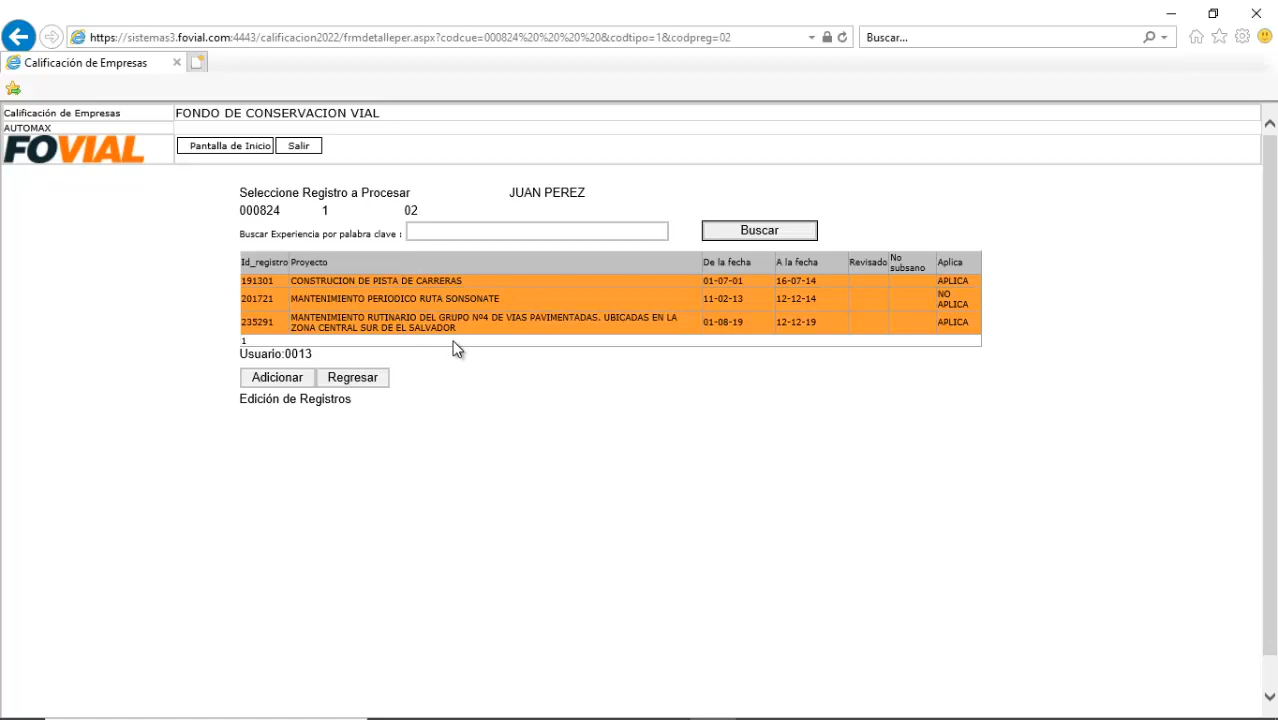 https://sistemas3.fovial.com:4443/calificacion2022/frmdetalleper.aspx?codcue=000824%20%20%20%20&codtipo=1&codpreg=02
Buscar...
Calificación de Empresas
Calificación de Empresas FONDO DE CONSERVACION VIAL
AUTOMAX
FOVIAL Pantalla de Inicio Salir
Seleccione Registro a Procesar JUAN PEREZ
000824 1 02
Buscar Experiencia por palabra clave : Buscar
Id_registro Proyecto De la fecha A la fecha Revisado No subsano Aplica
191301 CONSTRUCION DE PISTA DE CARRERAS 01-07-01 16-07-14 APLICA
201721 MANTENIMIENTO PERIODICO RUTA SONSONATE 11-02-13 12-12-14 NO APLICA
235291 MANTENIMIENTO RUTINARIO DEL GRUPO Nº4 DE VIAS PAVIMENTADAS. UBICADAS EN LA
ZONA CENTRAL SUR DE EL SALVADOR 01-08-19 12-12-19 APLICA
1
Usuario:0013
Adicionar Regresar
Edición de Registros